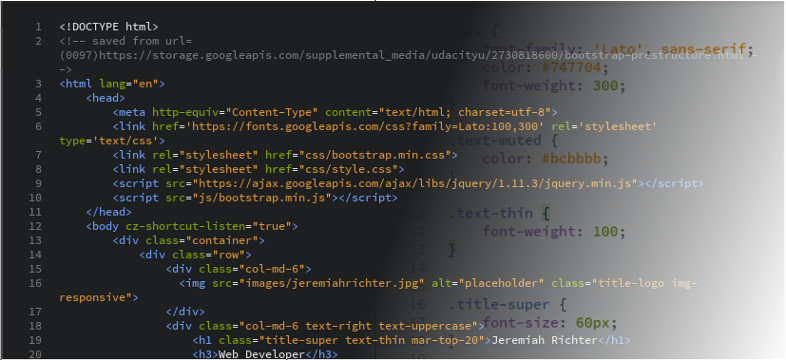 1 <!DOCTYPE html>
2 <!-- saved from url=
(0097)https://storage.googleapis.com/supplemental_media/udacityu/2730818600/bootstrap-prestructure.html -
->
3 <html lang="en">
4 <head>
5 <meta http-equiv="Content-Type" content="text/html; charset=utf-8">
6 <link href='https://fonts.googleapis.com/css?family=Lato:100,300' rel='stylesheet'
type='text/css'>
7 <link rel="stylesheet" href="css/bootstrap.min.css">
8 <link rel="stylesheet" href="css/style.css">
9 <script src="https://ajax.googleapis.com/ajax/libs/jquery/1.11.3/jquery.min.js"></script>
10 <script src="js/bootstrap.min.js"></script>
11 </head>
12 <body cz-shortcut-listen="true">
13 <div class="container">
14 <div class="row">
15 <div class="col-md-6">
16 <img src="images/jeremiahrichter.jpg" alt="placeholder" class="title-logo img-
responsive">
17 </div>
18 <div class="col-md-6 text-right text-uppercase">
19 <h1 class="title-super text-thin mar-top-20">Jeremiah Richter</h1>
20 <h3>Web Developer</h3>
{
font-family: 'Lato', sans-serif;
color: #747704;
font-weight: 300;
.text-muted {
color: #bcbbbb;
.text-thin {
font-weight: 100;
}
16 .title-super {
font-size: 60px;